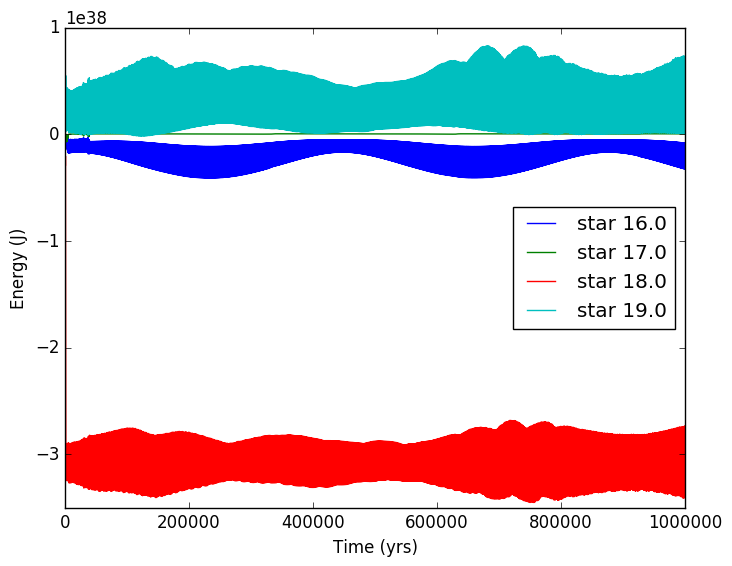 1e38
1
0
−1
−2
−3
Energy (J)
star 16.0
star 17.0
star 18.0
star 19.0
0 200000 400000 600000 800000 1000000
Time (yrs)